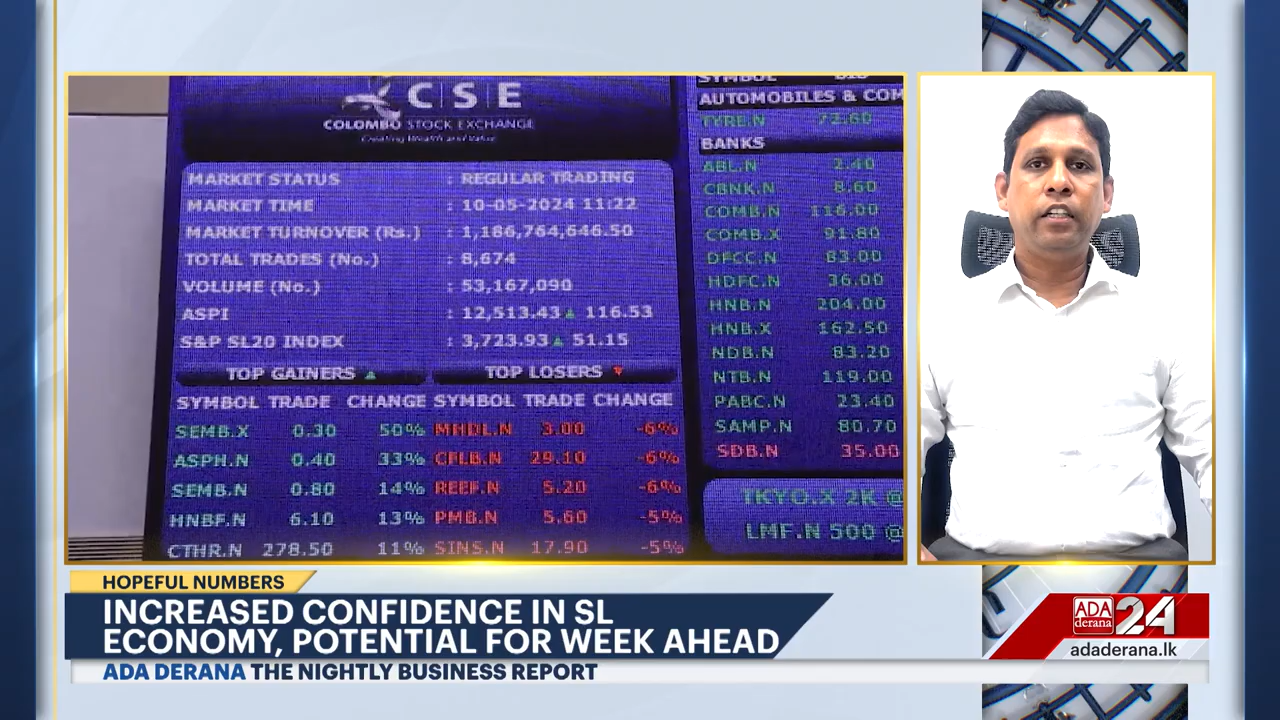 C|S|E
COLOMBO STOCK EXCHANGE
Creating Wealth and Value
MARKET STATUS : REGULAR TRADING
MARKET TIME : 10-05-2024 11:22
MARKET TURNOVER (Rs.) : 1,186,764,646.50
TOTAL TRADES (No.) : 8,674
VOLUME (No.) : 53,167,090
ASPI : 12,513.43 ▲ 116.53
S&P SL20 INDEX : 3,723.93 ▲ 51.15
TOP GAINERS ▲ TOP LOSERS ▼
SYMBOL TRADE CHANGE SYMBOL TRADE CHANGE
SEMB.X 0.30 50% MHDL.N 3.00 -6%
ASPH.N 0.40 33% CFLB.N 29.10 -6%
SEMB.N 0.80 14% REEF.N 5.20 -6%
HNBF.N 6.10 13% PMB.N 5.60 -5%
CTHR.N 278.50 11% SINS.N 17.90 -5%
SYMBOL
AUTOMOBILES & COM
TYRE.N 72.60
BANKS
ABL.N 2.40
CBNK.N 8.60
COMB.N 116.00
COMB.X 91.80
DFCC.N 83.00
HDFC.N 36.00
HNB.N 204.00
HNB.X 162.50
NDB.N 83.20
NTB.N 119.00
PABC.N 23.40
SAMP.N 80.70
SDB.N 35.00
TKYO.X 2K @
LMF.N 500 @
HOPEFUL NUMBERS
INCREASED CONFIDENCE IN SL
ECONOMY, POTENTIAL FOR WEEK AHEAD
ADA DERANA THE NIGHTLY BUSINESS REPORT
ADA
derana
24
adaderana.lk